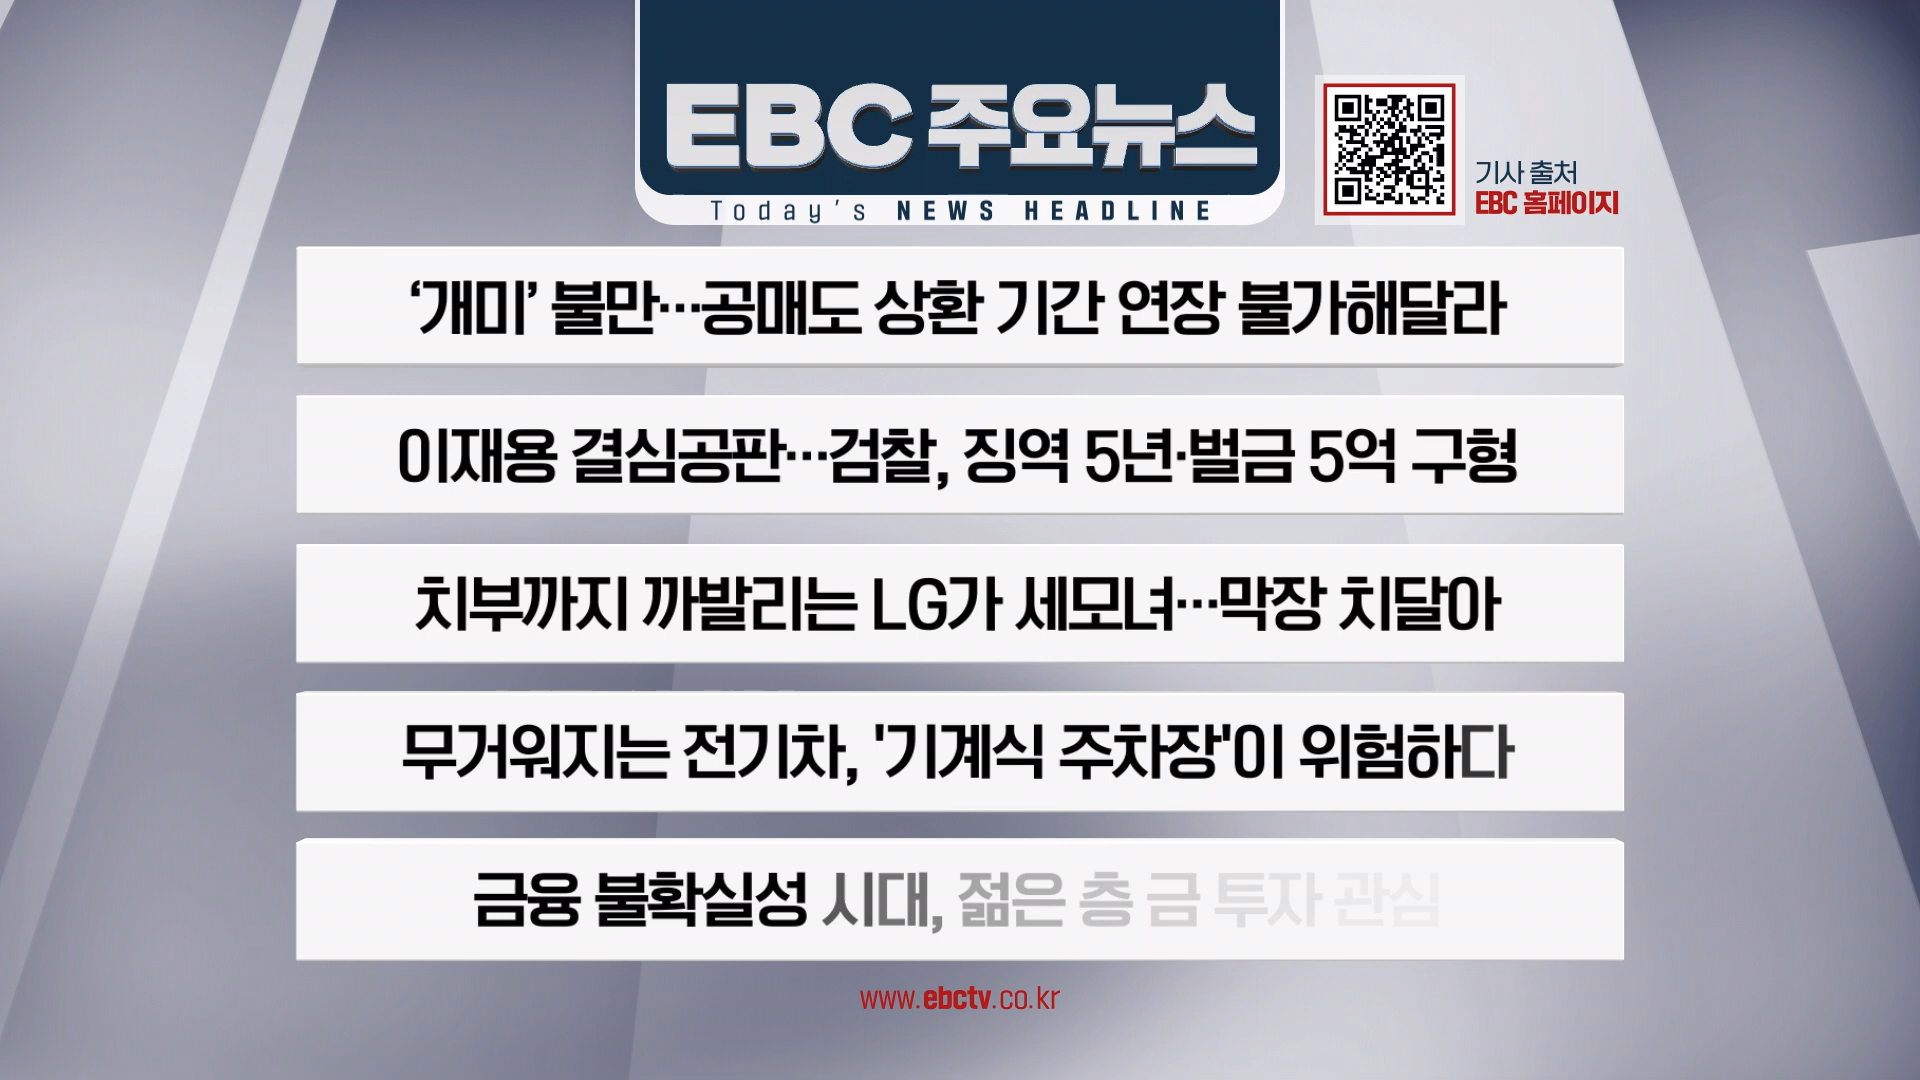 EBC 주요뉴스
Today's NEWS HEADLINE
기사 출처
EBC 홈페이지
‘개미’ 불만…공매도 상환 기간 연장 불가해달라
이재용 결심공판…검찰, 징역 5년·벌금 5억 구형
치부까지 까발리는 LG가 세모녀…막장 치달아
무거워지는 전기차, '기계식 주차장'이 위험하다
금융 불확실성 시대, 젊은 층 금 투자 관심
www.ebctv.co.kr